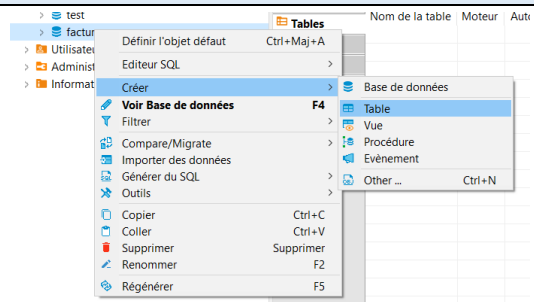 test
factur
Utilisateu
Administ
Informat
Tables
Nom de la table Moteur Auto
Définir l'objet défaut Ctrl+Maj+A
Editeur SQL
Créer
Voir Base de données F4
Filtrer
Compare/Migrate
Importer des données
Générer du SQL
Outils
Copier Ctrl+C
Coller Ctrl+V
Supprimer Supprimer
Renommer F2
Régénérer F5
Base de données
Table
Vue
Procédure
Evènement
Other ... Ctrl+N